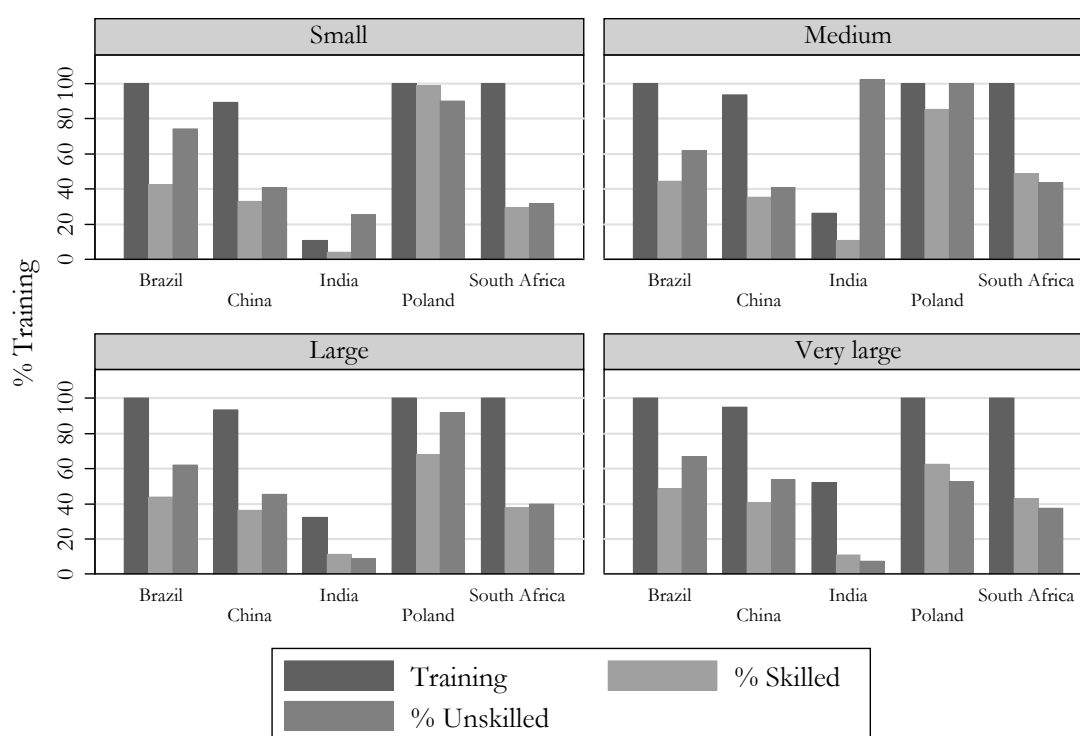 % Training
Small
Medium
100
80
60
40
20
0
Brazil
China
India
Poland
South Africa
Brazil
China
India
Poland
South Africa
Large
Very large
100
80
60
40
20
0
Brazil
China
India
Poland
South Africa
Brazil
China
India
Poland
South Africa
Training
% Skilled
% Unskilled